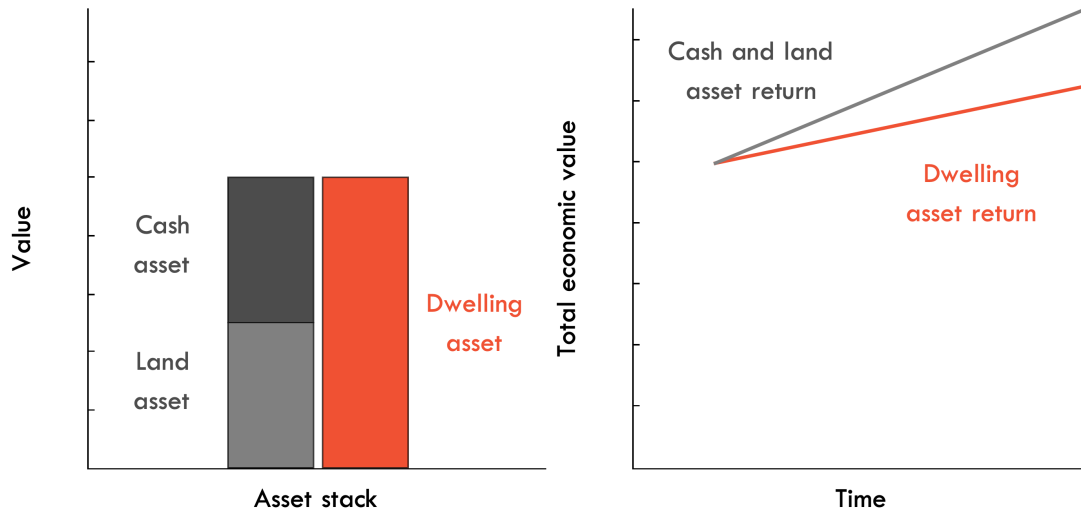 Value
Cash
asset
Land
asset
Dwelling
asset
Asset stack
Total economic value
Cash and land
asset return
Dwelling
asset return
Time